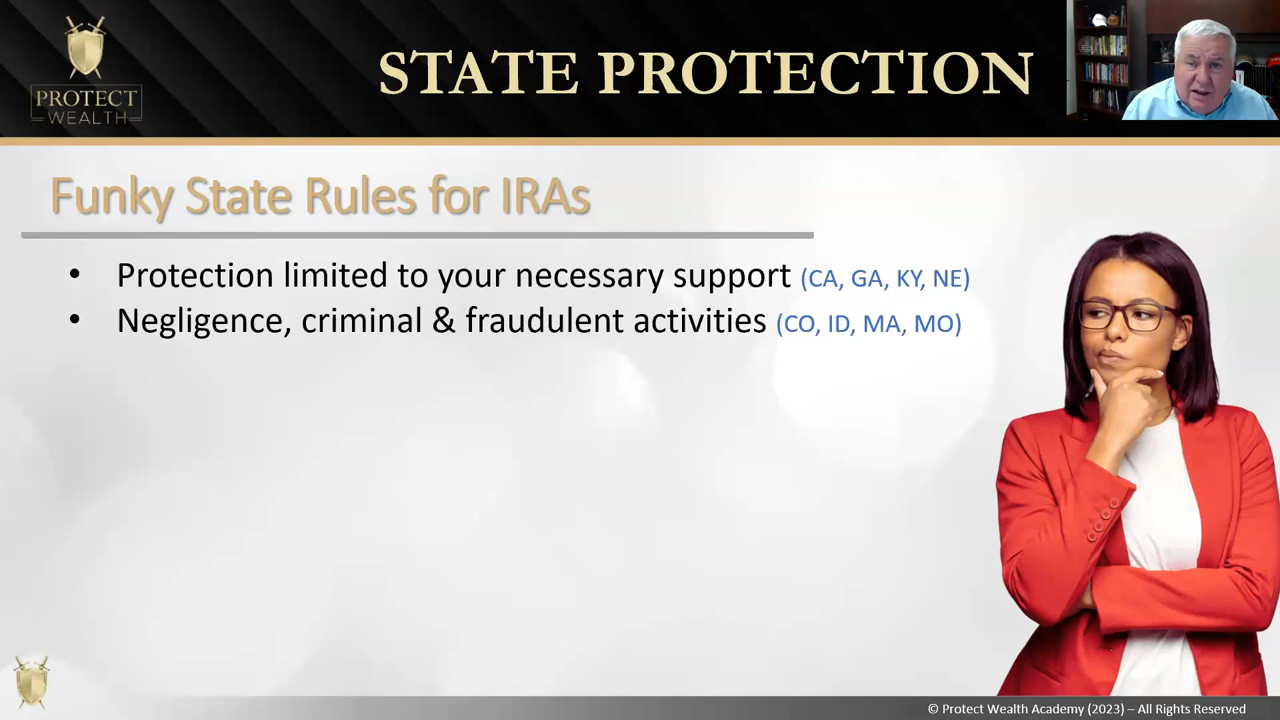 PROTECT
WEALTH
STATE PROTECTION
Funky State Rules for IRAs
• Protection limited to your necessary support (CA, GA, KY, NE)
• Negligence, criminal & fraudulent activities (CO, ID, MA, MO)
© Protect Wealth Academy (2023) – All Rights Reserved